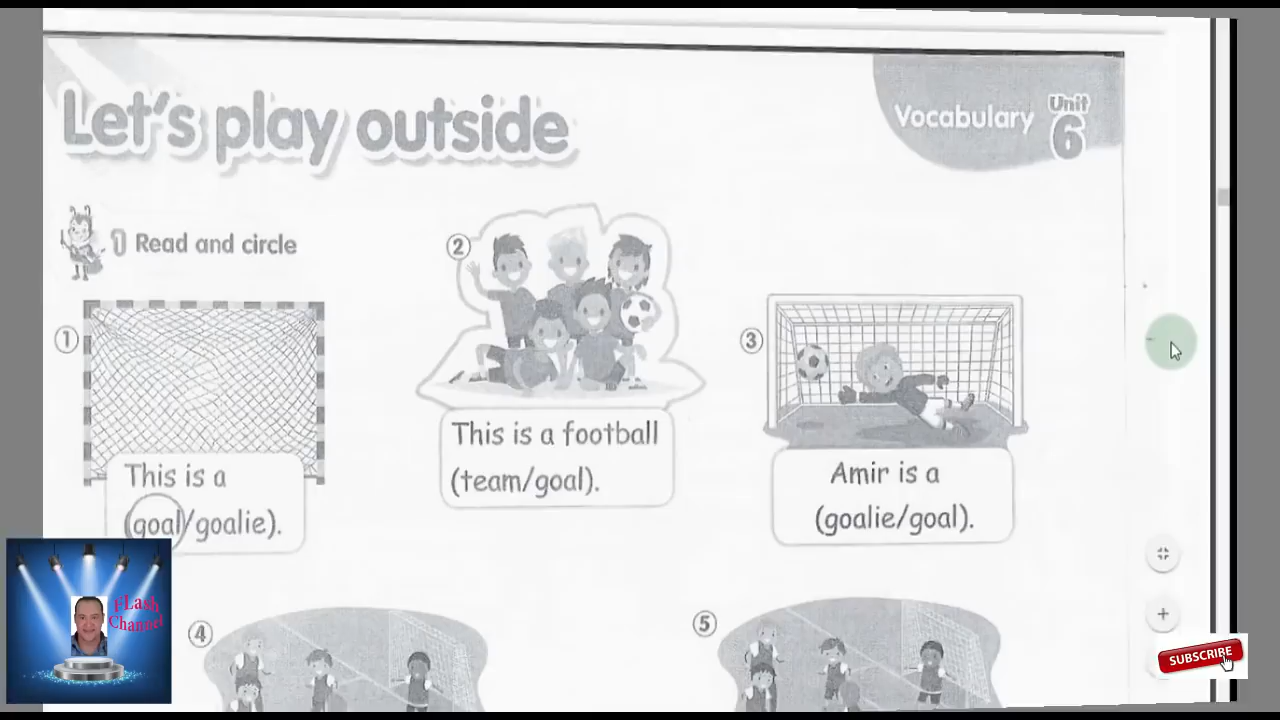 Let's play outside
Vocabulary
Unit
6
1 Read and circle
1
This is a
(goal/goalie).
2
This is a football
(team/goal).
3
Amir is a
(goalie/goal).
4
5
FLash
Channel
SUBSCRIBE